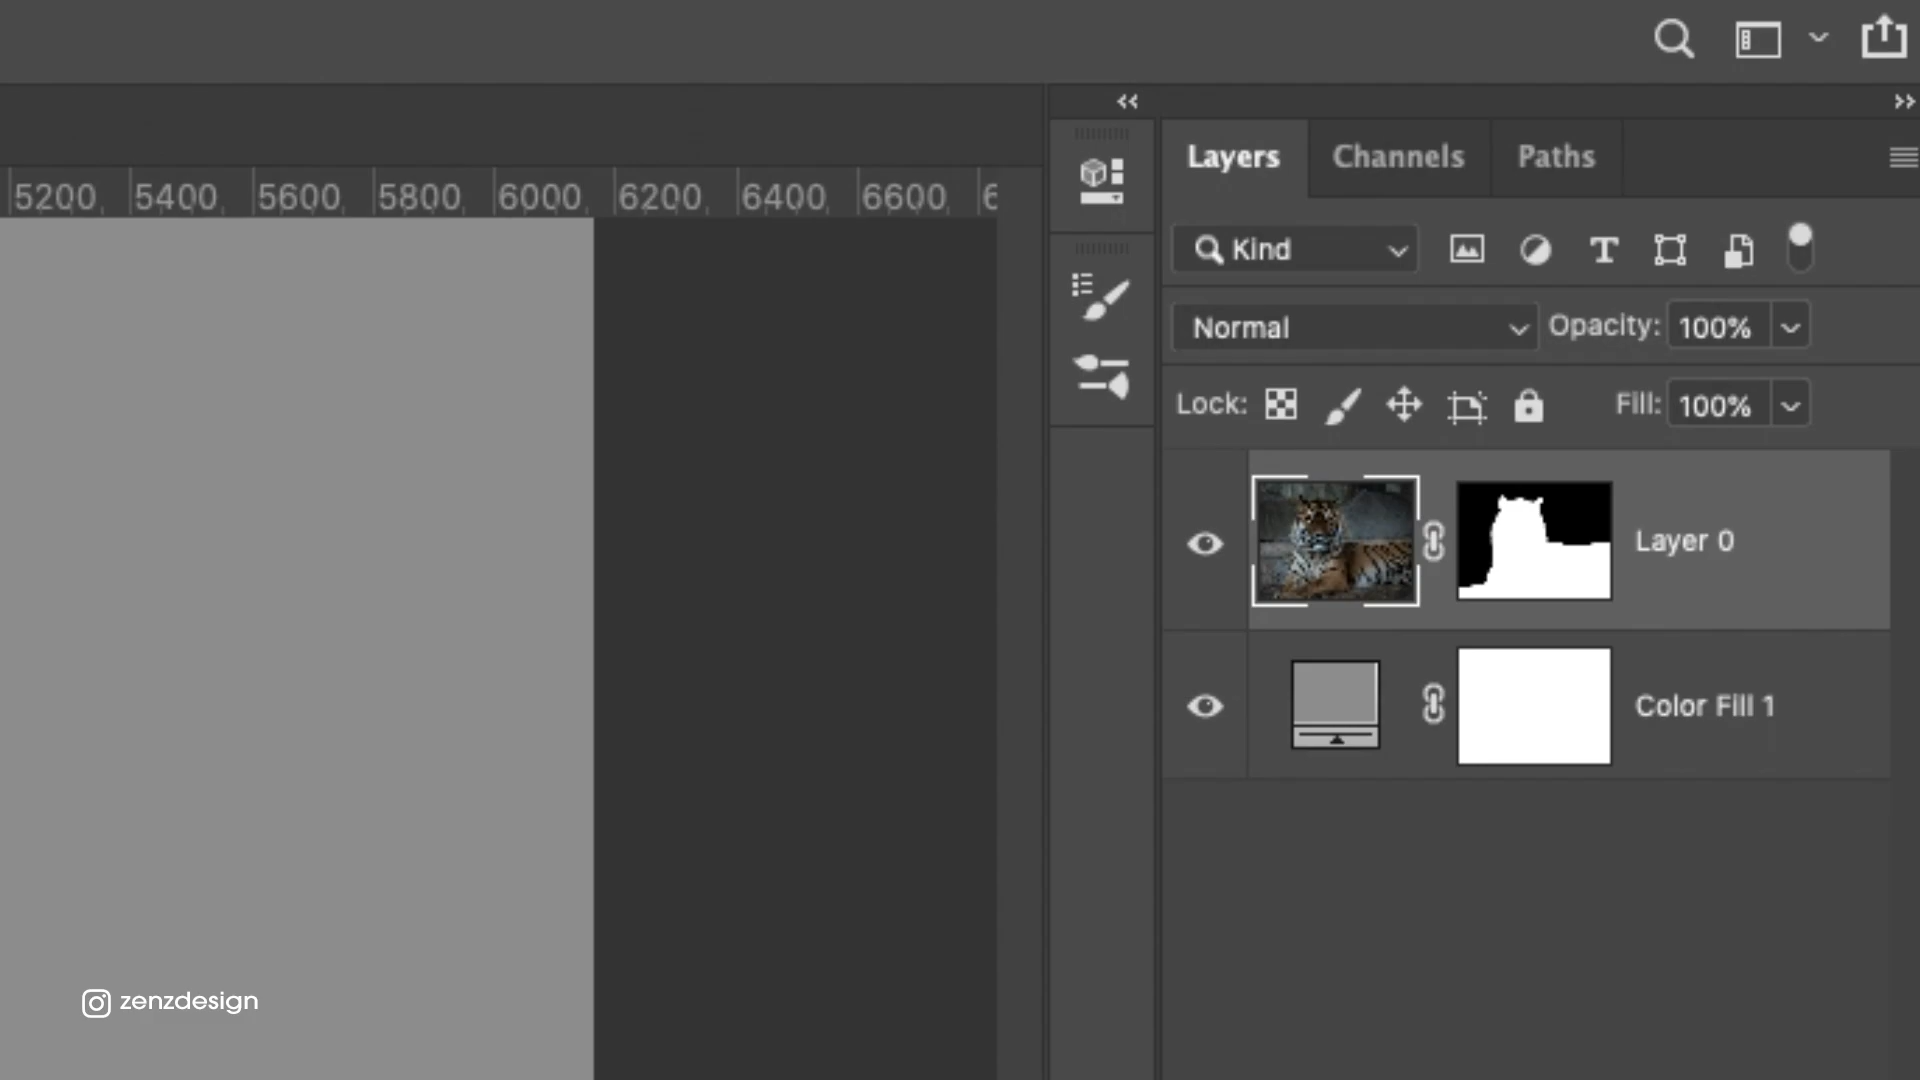 Layers Channels Paths
5200 5400 5600 5800 6000 6200 6400 6600 6
Kind
Normal Opacity: 100%
Lock: Fill: 100%
Layer 0
Color Fill 1
zenzdesign